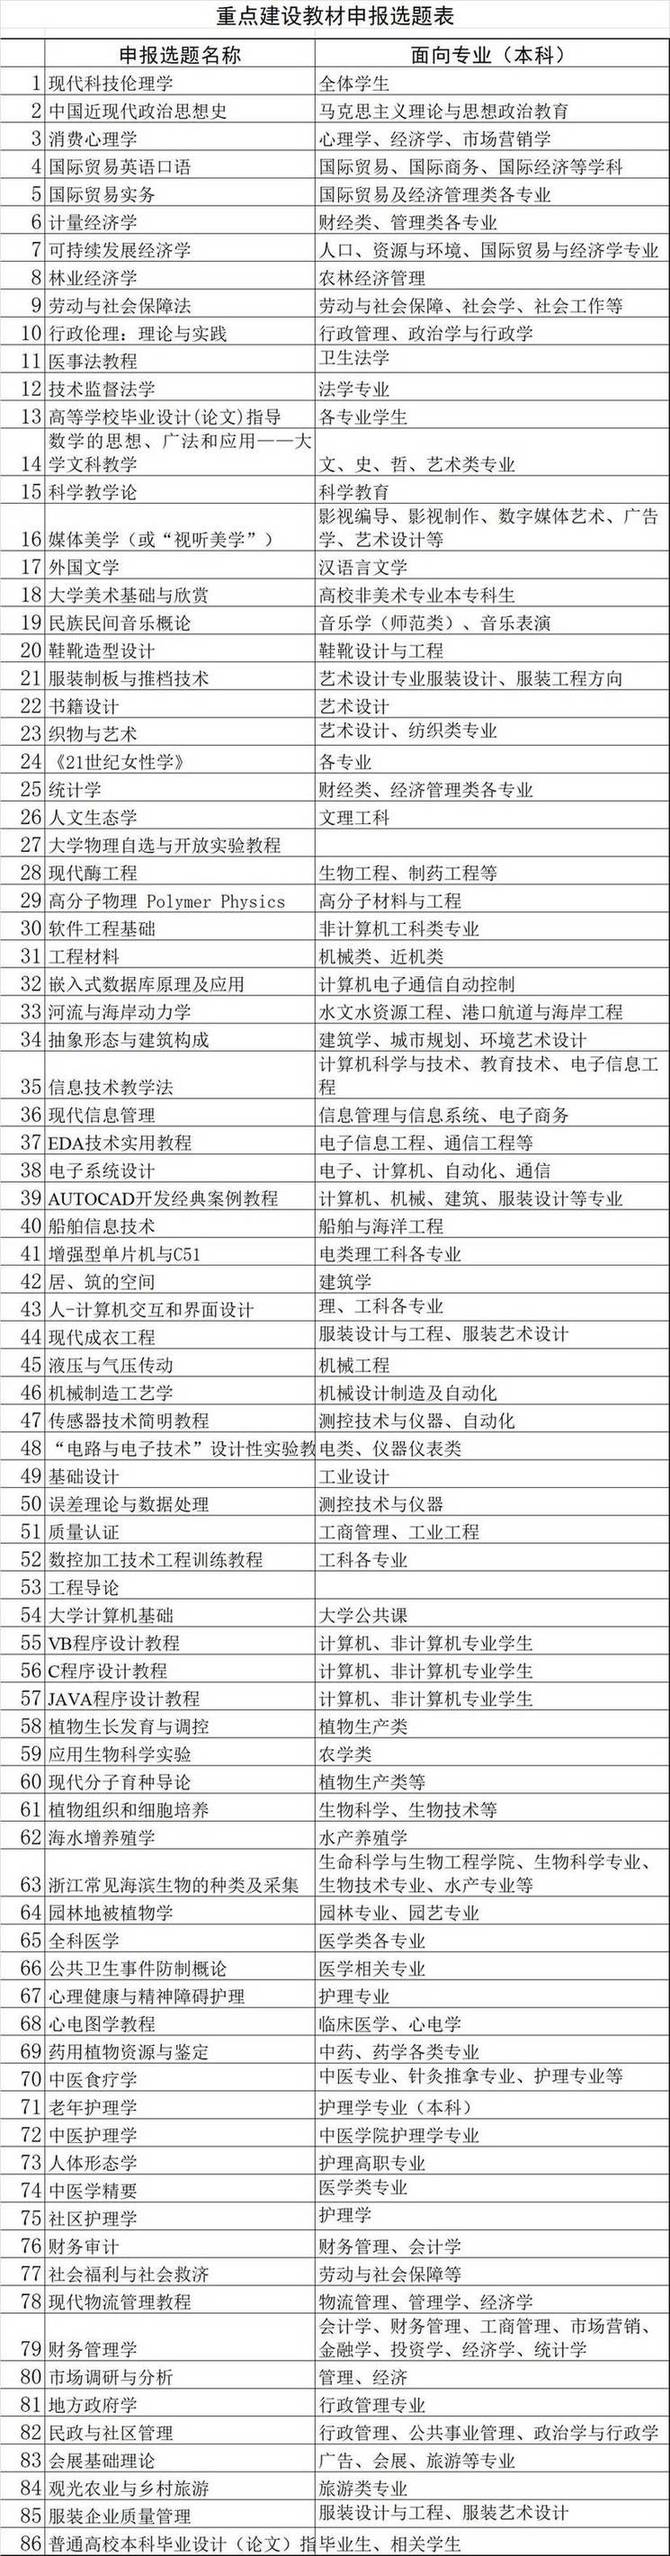 重点建设教材申报选题表
申报选题名称 面向专业（本科）
1 现代科技伦理学 全体学生
2 中国近现代政治思想史 马克思主义理论与思想政治教育
3 消费心理学 心理学、经济学、市场营销学
4 国际贸易英语口语 国际贸易、国际商务、国际经济等学科
5 国际贸易实务 国际贸易及经济管理类各专业
6 计量经济学 财经类、管理类各专业
7 可持续发展经济学 人口、资源与环境、国际贸易与经济学专业
8 林业经济学 农林经济管理
9 劳动与社会保障法 劳动与社会保障、社会学、社会工作等
10 行政伦理：理论与实践 行政管理、政治学与行政学
11 医事法教程 卫生法学
12 技术监督法学 法学专业
13 高等学校毕业设计(论文)指导 各专业学生
数学的思想、广法和应用——大
14 学文科教学 文、史、哲、艺术类专业
15 科学教学论 科学教育
影视编导、影视制作、数字媒体艺术、广告
16 媒体美学（或“视听美学”） 学、艺术设计等
17 外国文学 汉语言文学
18 大学美术基础与欣赏 高校非美术专业本专科生
19 民族民间音乐概论 音乐学（师范类）、音乐表演
20 鞋靴造型设计 鞋靴设计与工程
21 服装制板与推档技术 艺术设计专业服装设计、服装工程方向
22 书籍设计 艺术设计
23 织物与艺术 艺术设计、纺织类专业
24 《21世纪女性学》 各专业
25 统计学 财经类、经济管理类各专业
26 人文生态学 文理工科
27 大学物理自选与开放实验教程
28 现代酶工程 生物工程、制药工程等
29 高分子物理 Polymer Physics 高分子材料与工程
30 软件工程基础 非计算机工科类专业
31 工程材料 机械类、近机类
32 嵌入式数据库原理及应用 计算机电子通信自动控制
33 河流与海岸动力学 水文水资源工程、港口航道与海岸工程
34 抽象形态与建筑构成 建筑学、城市规划、环境艺术设计
计算机科学与技术、教育技术、电子信息工
35 信息技术教学法 程
36 现代信息管理 信息管理与信息系统、电子商务
37 EDA技术实用教程 电子信息工程、通信工程等
38 电子系统设计 电子、计算机、自动化、通信
39 AUTOCAD开发经典案例教程 计算机、机械、建筑、服装设计等专业
40 船舶信息技术 船舶与海洋工程
41 增强型单片机与C51 电类理工科各专业
42 居、筑的空间 建筑学
43 人-计算机交互和界面设计 理、工科各专业
44 现代成衣工程 服装设计与工程、服装艺术设计
45 液压与气压传动 机械工程
46 机械制造工艺学 机械设计制造及自动化
47 传感器技术简明教程 测控技术与仪器、自动化
48 “电路与电子技术”设计性实验教 电类、仪器仪表类
49 基础设计 工业设计
50 误差理论与数据处理 测控技术与仪器
51 质量认证 工商管理、工业工程
52 数控加工技术工程训练教程 工科各专业
53 工程导论
54 大学计算机基础 大学公共课
55 VB程序设计教程 计算机、非计算机专业学生
56 C程序设计教程 计算机、非计算机专业学生
57 JAVA程序设计教程 计算机、非计算机专业学生
58 植物生长发育与调控 植物生产类
59 应用生物科学实验 农学类
60 现代分子育种导论 植物生产类等
61 植物组织和细胞培养 生物科学、生物技术等
62 海水增养殖学 水产养殖学
生命科学与生物工程学院、生物科学专业、
63 浙江常见海滨生物的种类及采集 生物技术专业、水产专业等
64 园林地被植物学 园林专业、园艺专业
65 全科医学 医学类各专业
66 公共卫生事件防制概论 医学相关专业
67 心理健康与精神障碍护理 护理专业
68 心电图学教程 临床医学、心电学
69 药用植物资源与鉴定 中药、药学各类专业
70 中医食疗学 中医专业、针灸推拿专业、护理专业等
71 老年护理学 护理学专业（本科）
72 中医护理学 中医学院护理学专业
73 人体形态学 护理高职专业
74 中医学精要 医学类专业
75 社区护理学 护理学
76 财务审计 财务管理、会计学
77 社会福利与社会救济 劳动与社会保障等
78 现代物流管理教程 物流管理、管理学、经济学
会计学、财务管理、工商管理、市场营销、
79 财务管理学 金融学、投资学、经济学、统计学
80 市场调研与分析 管理、经济
81 地方政府学 行政管理专业
82 民政与社区管理 行政管理、公共事业管理、政治学与行政学
83 会展基础理论 广告、会展、旅游等专业
84 观光农业与乡村旅游 旅游类专业
85 服装企业质量管理 服装设计与工程、服装艺术设计
86 普通高校本科毕业设计（论文）指 毕业生、相关学生